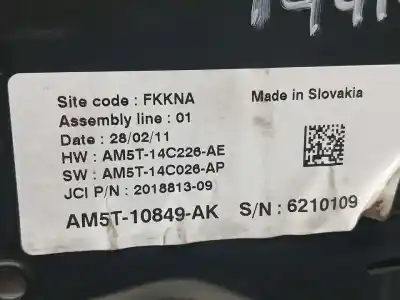 Site code : FKKNA
Made in Slovakia
Assembly line : 01
Date : 28/02/11
HW : AM5T-14C226-AE
SW : AM5T-14C026-AP
JCI P/N : 2018813-09
AM5T-10849-AK S/N : 6210109